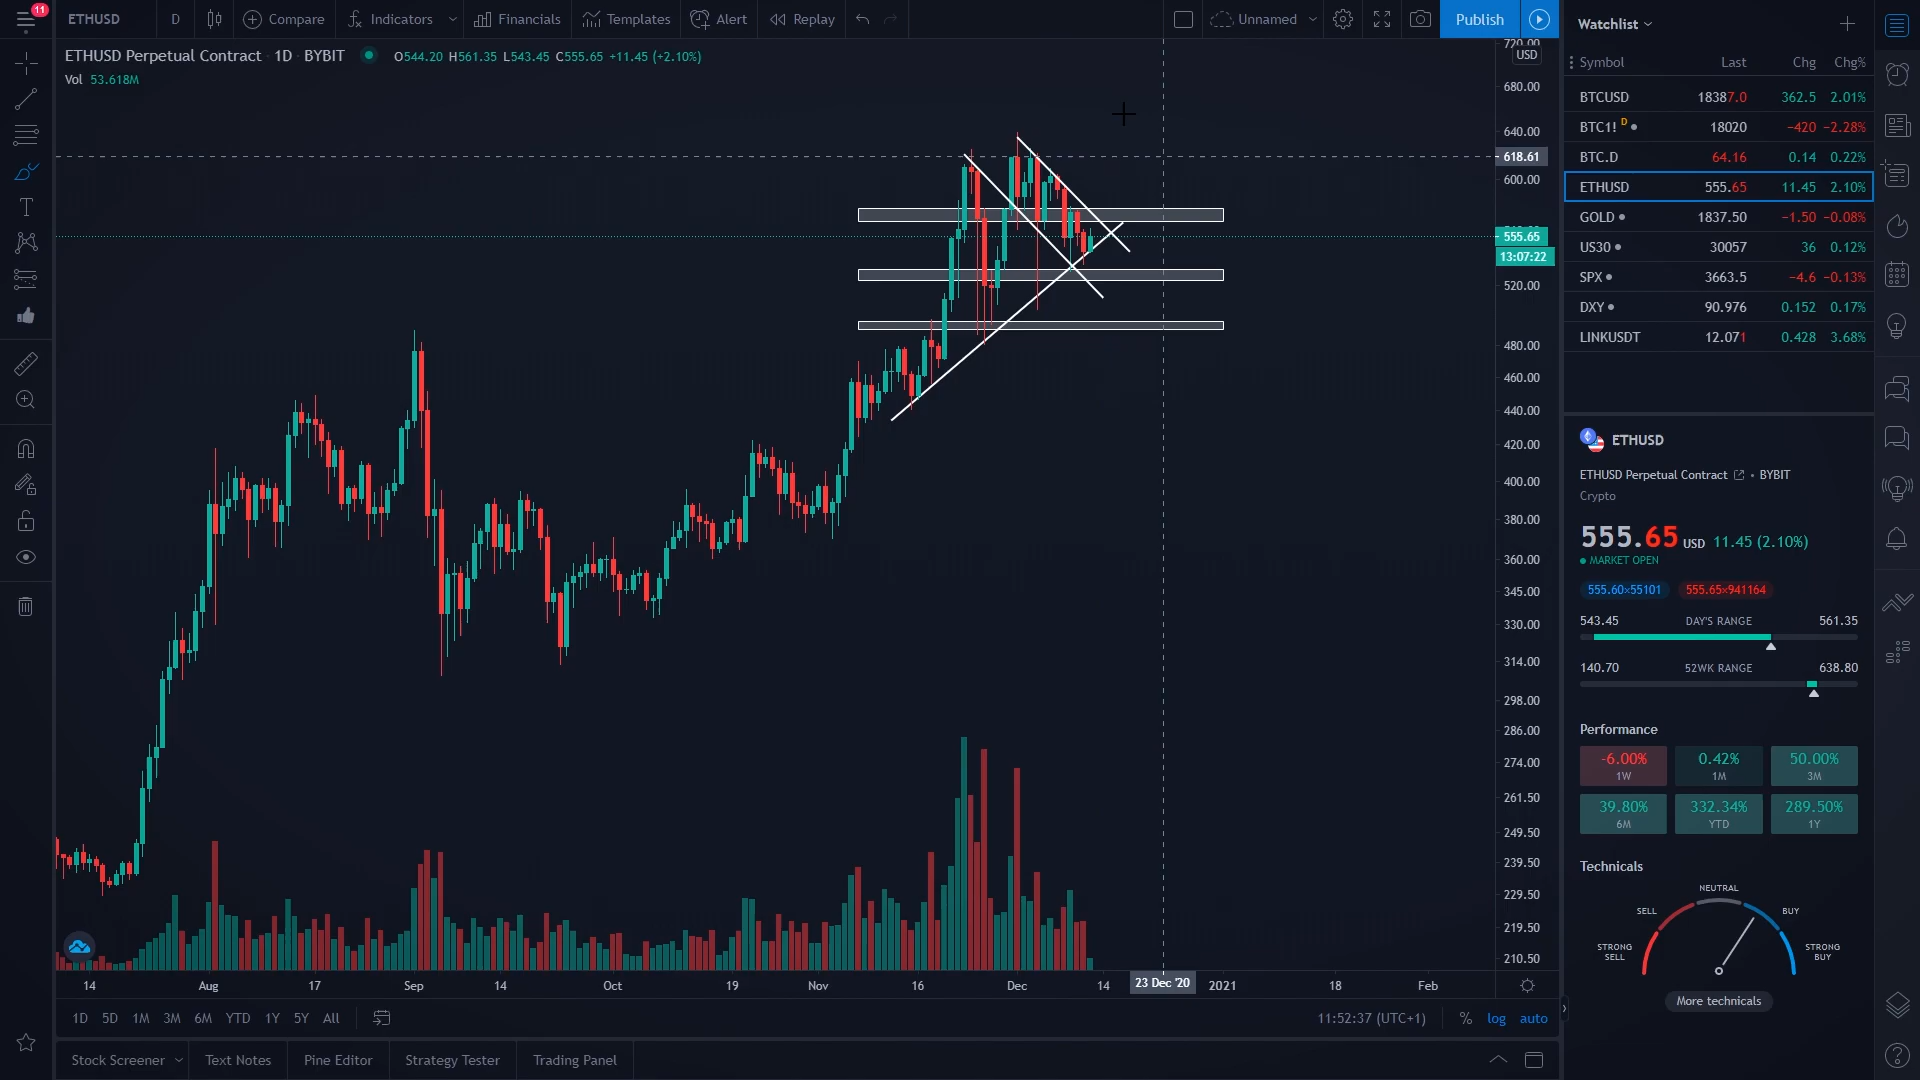 11
ETHUSD D Compare Indicators Financials Templates Alert Replay Unnamed Publish
ETHUSD Perpetual Contract · 1D · BYBIT O544.20 H561.35 L543.45 C555.65 +11.45 (+2.10%)
Vol 53.618M
720.00
USD
680.00
640.00
618.61
600.00
555.65
13:07:22
520.00
480.00
460.00
440.00
420.00
400.00
380.00
360.00
345.00
330.00
314.00
298.00
286.00
274.00
261.50
249.50
239.50
229.50
219.50
210.50
14 Aug 17 Sep 14 Oct 19 Nov 16 Dec 14 23 Dec '20 2021 18 Feb
1D 5D 1M 3M 6M YTD 1Y 5Y All 11:52:37 (UTC+1) % log auto
Stock Screener Text Notes Pine Editor Strategy Tester Trading Panel
Watchlist
Symbol Last Chg Chg%
BTCUSD 18387.0 362.5 2.01%
BTC1! D 18020 −420 −2.28%
BTC.D 64.16 0.14 0.22%
ETHUSD 555.65 11.45 2.10%
GOLD 1837.50 −1.50 −0.08%
US30 30057 36 0.12%
SPX 3663.5 −4.6 −0.13%
DXY 90.976 0.152 0.17%
LINKUSDT 12.071 0.428 3.68%
ETHUSD
ETHUSD Perpetual Contract • BYBIT
Crypto
555.65 USD 11.45 (2.10%)
MARKET OPEN
555.60×55101 555.65×941164
543.45 DAY'S RANGE 561.35
140.70 52WK RANGE 638.80
Performance
-6.00% 0.42% 50.00%
1W 1M 3M
39.80% 332.34% 289.50%
6M YTD 1Y
Technicals
NEUTRAL
SELL BUY
STRONG SELL STRONG BUY
More technicals